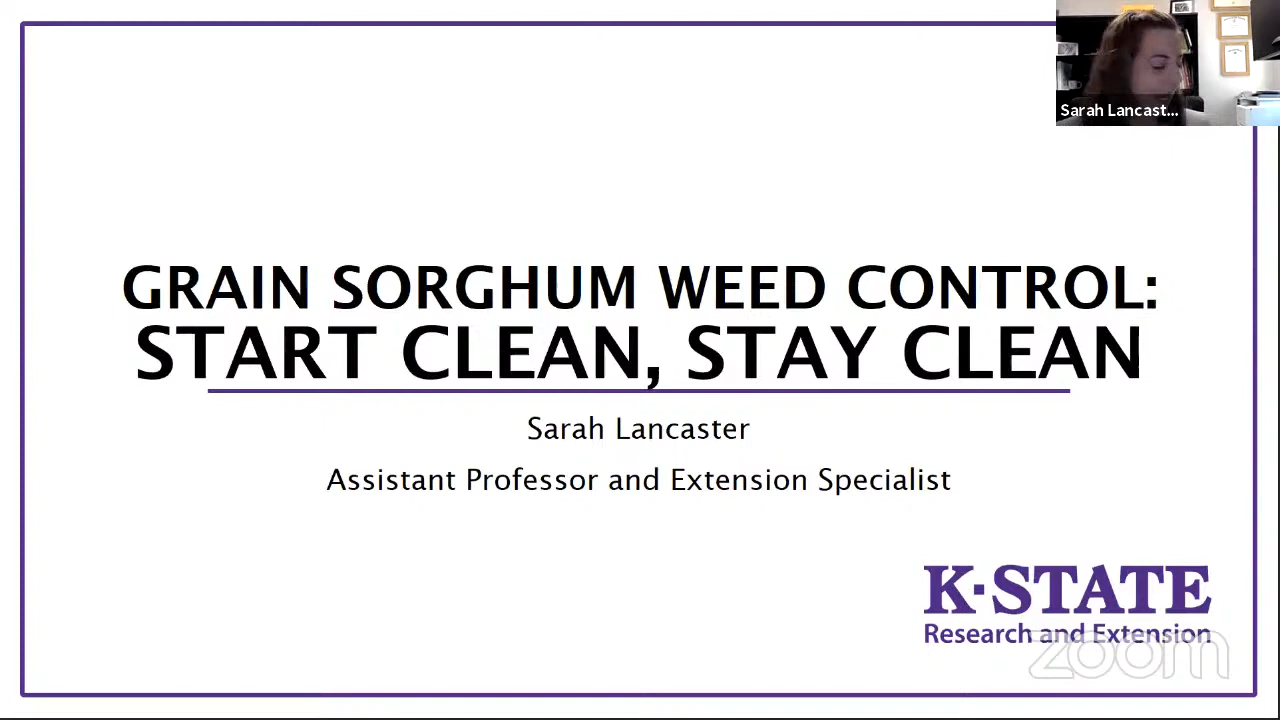 Sarah Lancast...
GRAIN SORGHUM WEED CONTROL:
START CLEAN, STAY CLEAN
Sarah Lancaster
Assistant Professor and Extension Specialist
K-STATE
Research and Extension
zoom